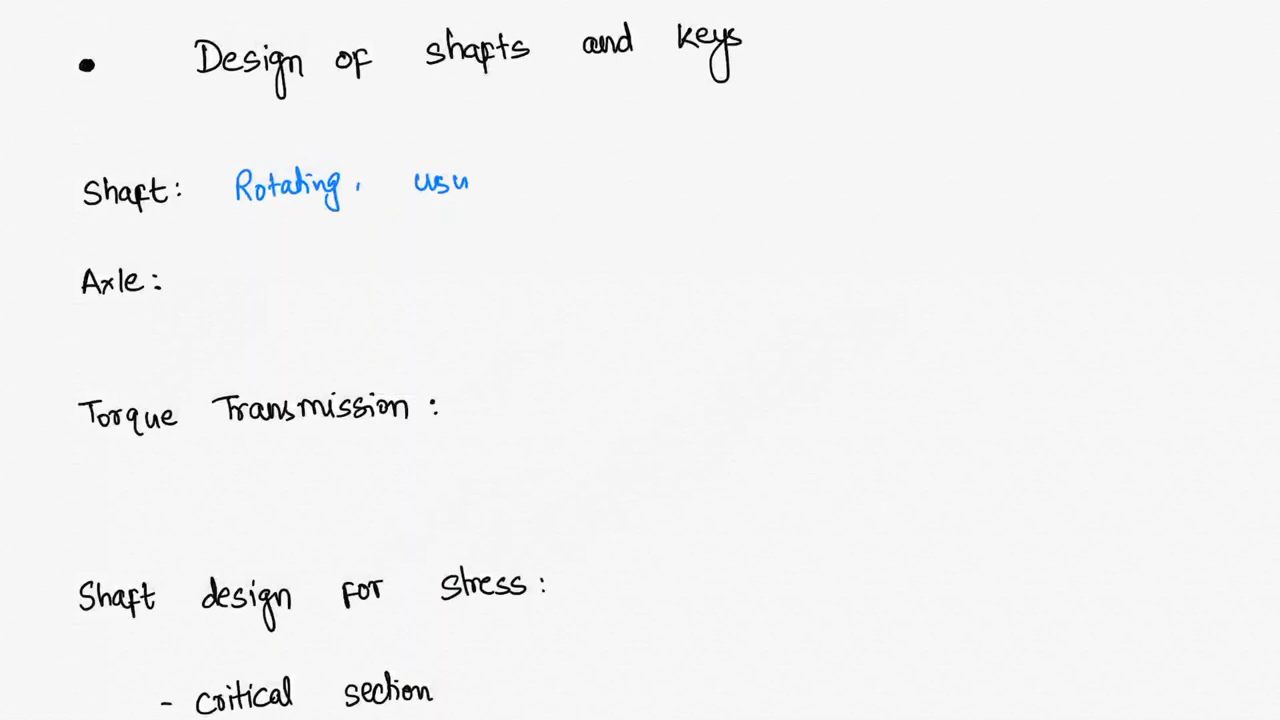 • Design of shafts and keys
Shaft: Rotating, usu
Axle:
Torque Transmission:
Shaft design for stress:
- critical section